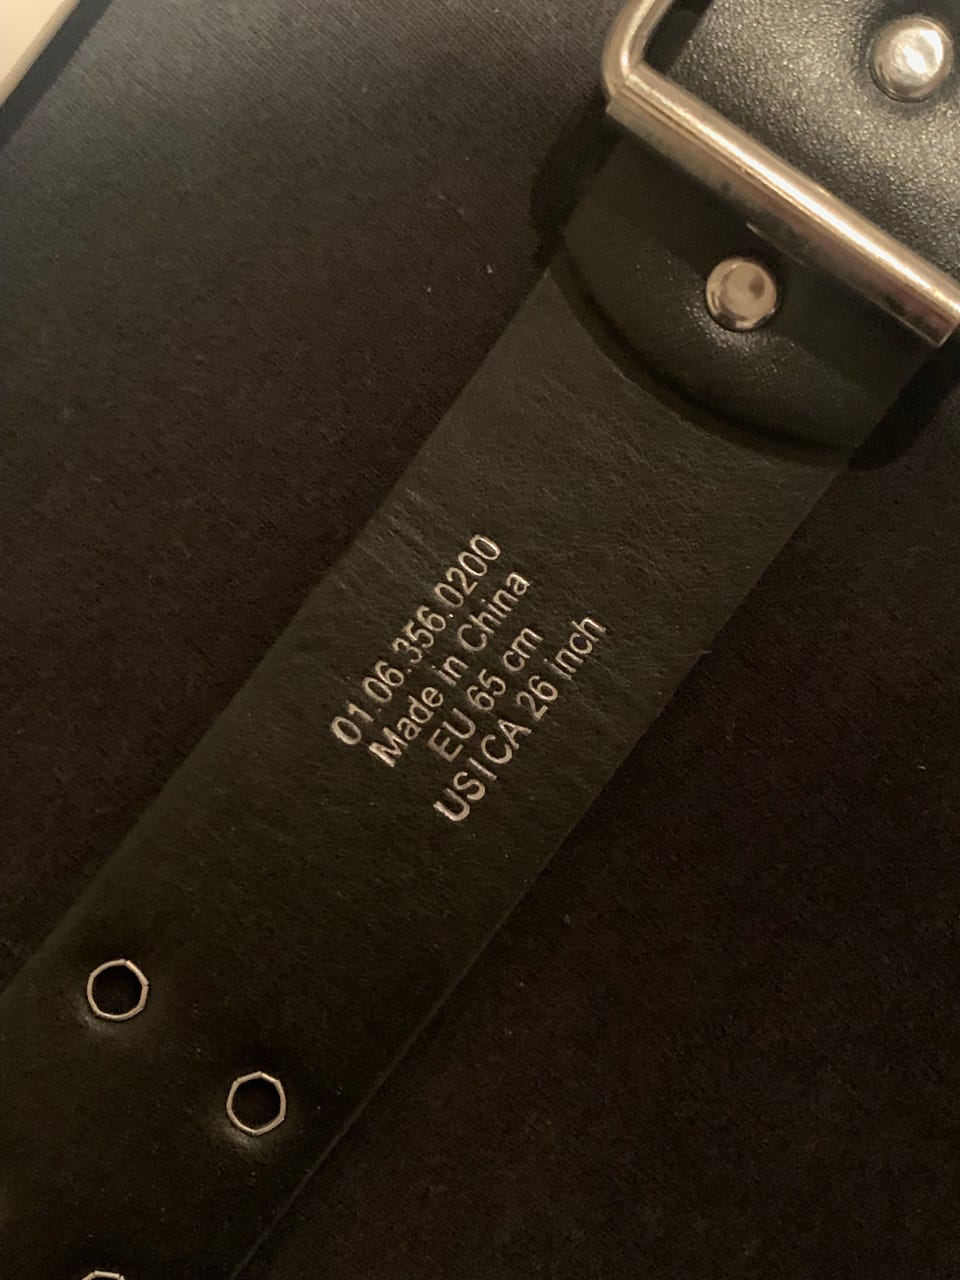 01.06.356.0200
Made in China
EU 65 cm
US I CA 26 inch